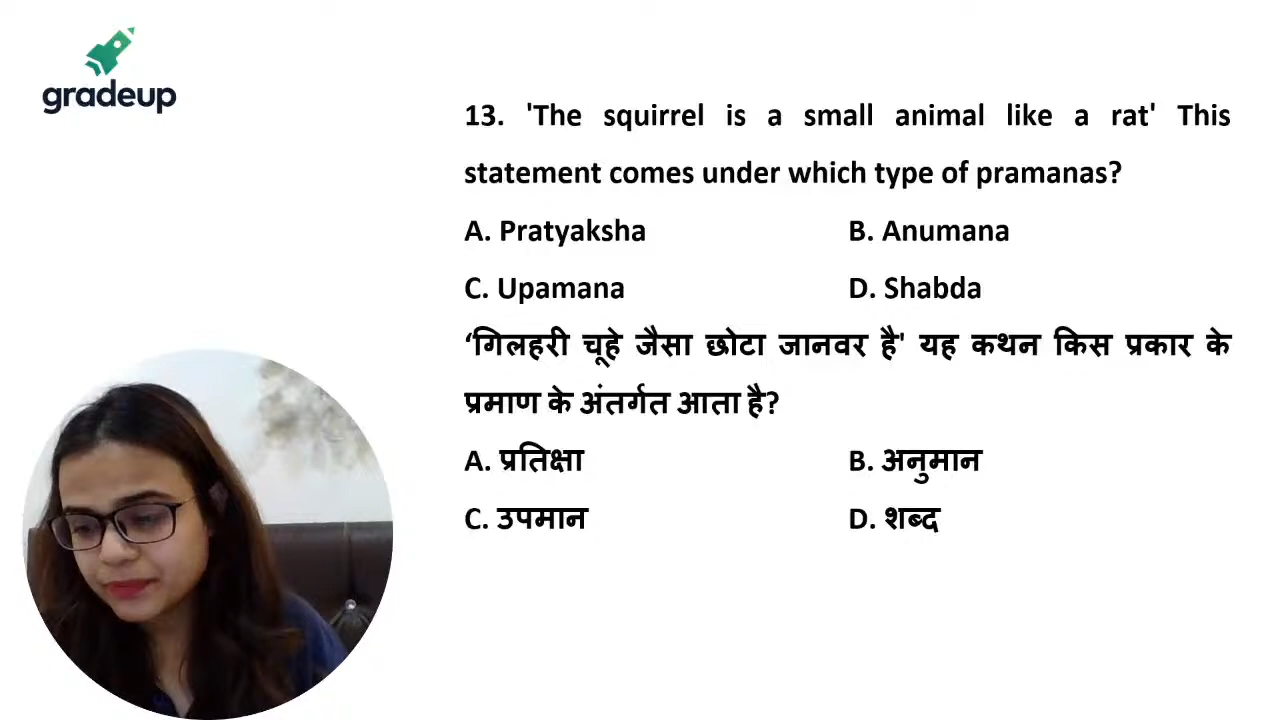 gradeup
13. 'The squirrel is a small animal like a rat' This
statement comes under which type of pramanas?
A. Pratyaksha B. Anumana
C. Upamana D. Shabda
‘गिलहरी चूहे जैसा छोटा जानवर है' यह कथन किस प्रकार के
प्रमाण के अंतर्गत आता है?
A. प्रतिक्षा B. अनुमान
C. उपमान D. शब्द